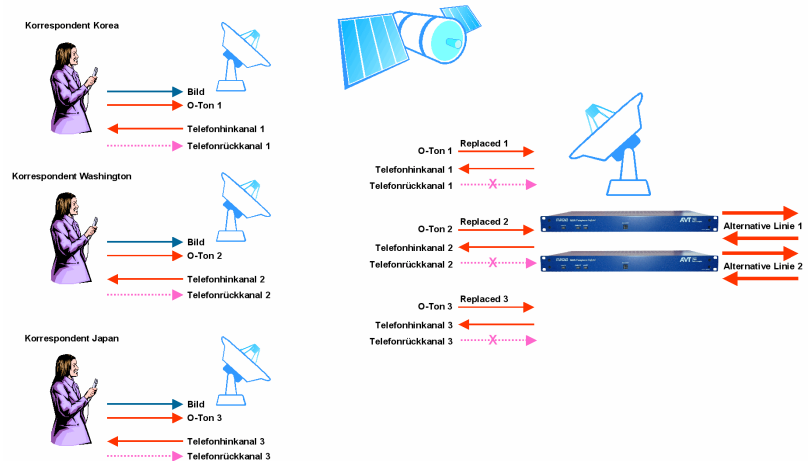 Korrespondent Korea
Bild
O-Ton 1
Telefonhinkanal 1
Telefonrückkanal 1
Korrespondent Washington
Bild
O-Ton 2
Telefonhinkanal 2
Telefonrückkanal 2
Korrespondent Japan
Bild
O-Ton 3
Telefonhinkanal 3
Telefonrückkanal 3
O-Ton 1 Replaced 1
Telefonhinkanal 1
Telefonrückkanal 1 X
O-Ton 2 Replaced 2
Telefonhinkanal 2
Telefonrückkanal 2 X
O-Ton 3 Replaced 3
Telefonhinkanal 3
Telefonrückkanal 3 X
AVT
Alternative Linie 1
AVT
Alternative Linie 2